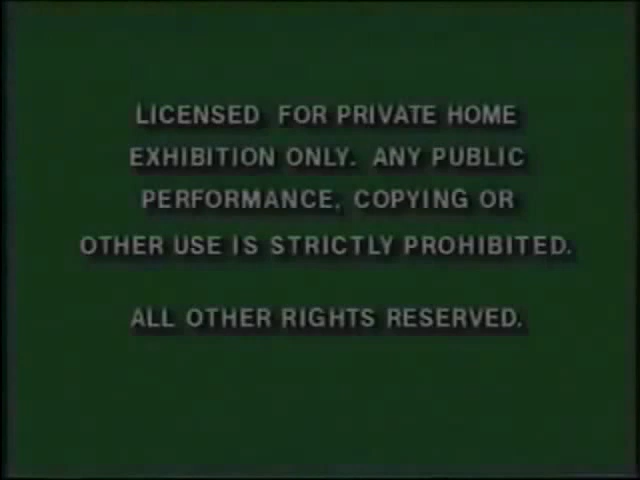 LICENSED FOR PRIVATE HOME
EXHIBITION ONLY. ANY PUBLIC
PERFORMANCE, COPYING OR
OTHER USE IS STRICTLY PROHIBITED.
ALL OTHER RIGHTS RESERVED.